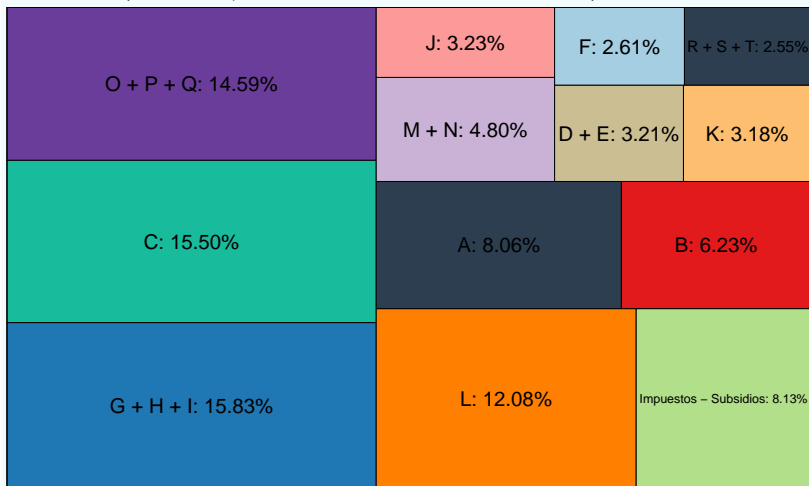 O + P + Q: 14.59%
C: 15.50%
G + H + I: 15.83%
J: 3.23%
F: 2.61%
R + S + T: 2.55%
M + N: 4.80%
D + E: 3.21%
K: 3.18%
A: 8.06%
B: 6.23%
L: 12.08%
Impuestos − Subsidios: 8.13%